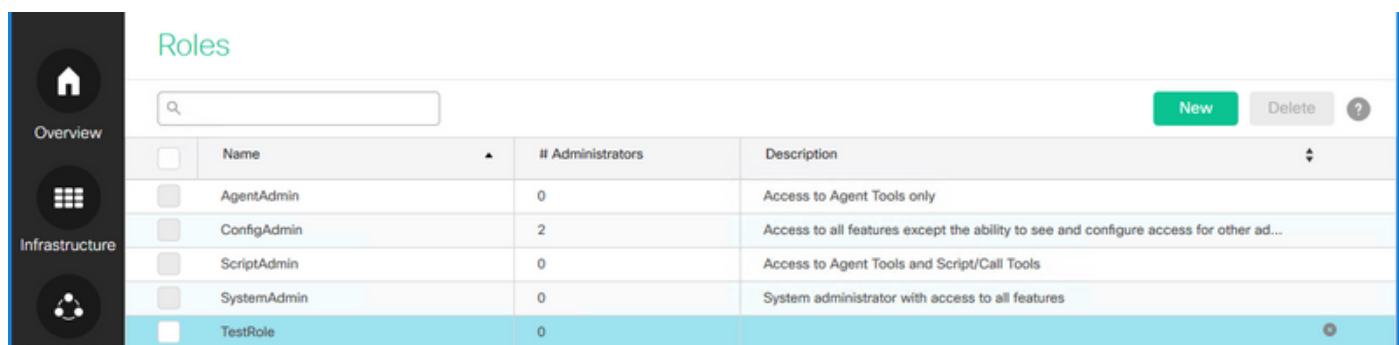 Roles
Overview
Infrastructure
New
Delete
?
Name
# Administrators
Description
AgentAdmin
0
Access to Agent Tools only
ConfigAdmin
2
Access to all features except the ability to see and configure access for other ad...
ScriptAdmin
0
Access to Agent Tools and Script/Call Tools
SystemAdmin
0
System administrator with access to all features
TestRole
0